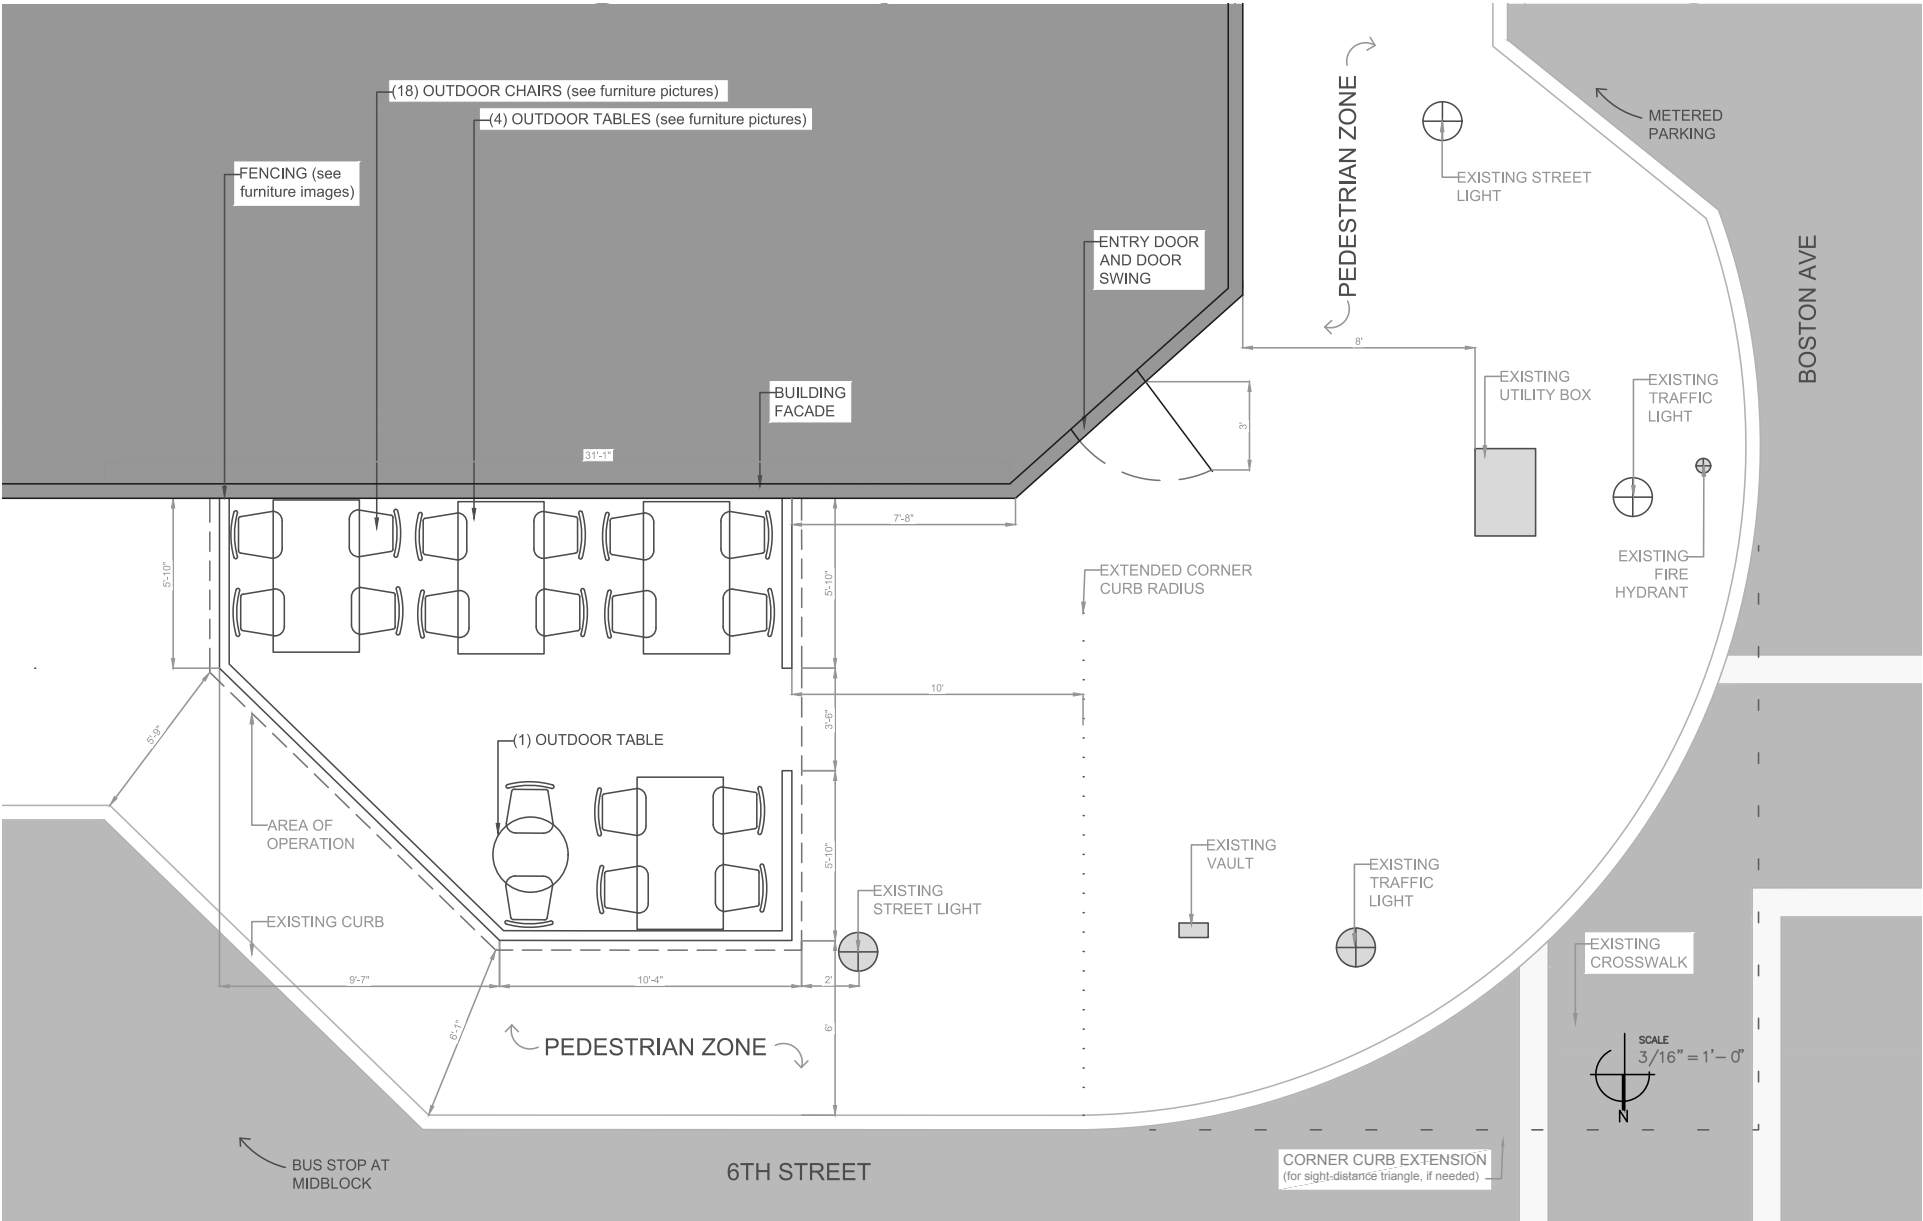 (18) OUTDOOR CHAIRS (see furniture pictures)
(4) OUTDOOR TABLES (see furniture pictures)
FENCING (see
furniture images)
PEDESTRIAN ZONE
METERED
PARKING
EXISTING STREET
LIGHT
ENTRY DOOR
AND DOOR
SWING
BOSTON AVE
8'
EXISTING
UTILITY BOX
EXISTING
TRAFFIC
LIGHT
BUILDING
FACADE
3'
31'-1"
7'-8"
5'-10"
5'-10"
EXTENDED CORNER
CURB RADIUS
EXISTING
FIRE
HYDRANT
10'
3'-6"
5'-9"
(1) OUTDOOR TABLE
AREA OF
OPERATION
5'-10"
EXISTING
VAULT
EXISTING
TRAFFIC
LIGHT
EXISTING
STREET LIGHT
EXISTING CURB
EXISTING
CROSSWALK
9'-7"
10'-4"
2'
6'-1"
6'
PEDESTRIAN ZONE
SCALE
3/16" = 1'-0"
N
BUS STOP AT
MIDBLOCK
6TH STREET
CORNER CURB EXTENSION
(for sight-distance triangle, if needed)